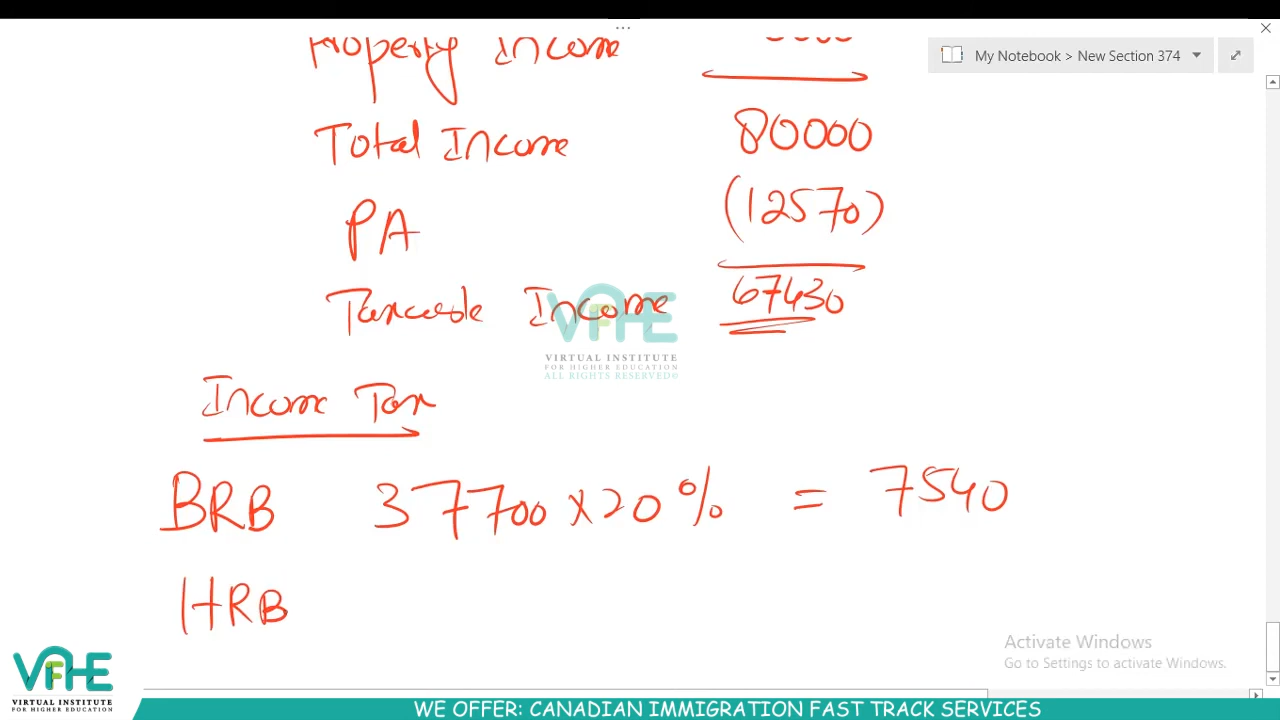 ...
My Notebook > New Section 374
Property Income
Total Income 80000
PA (12570)
Taxable Income 67430
VFHE
VIRTUAL INSTITUTE
FOR HIGHER EDUCATION
ALL RIGHTS RESERVED©
Income Tax
BRB 37700 x 20% = 7540
HRB
Activate Windows
Go to Settings to activate Windows.
VFHE
VIRTUAL INSTITUTE
FOR HIGHER EDUCATION
WE OFFER: CANADIAN IMMIGRATION FAST TRACK SERVICES